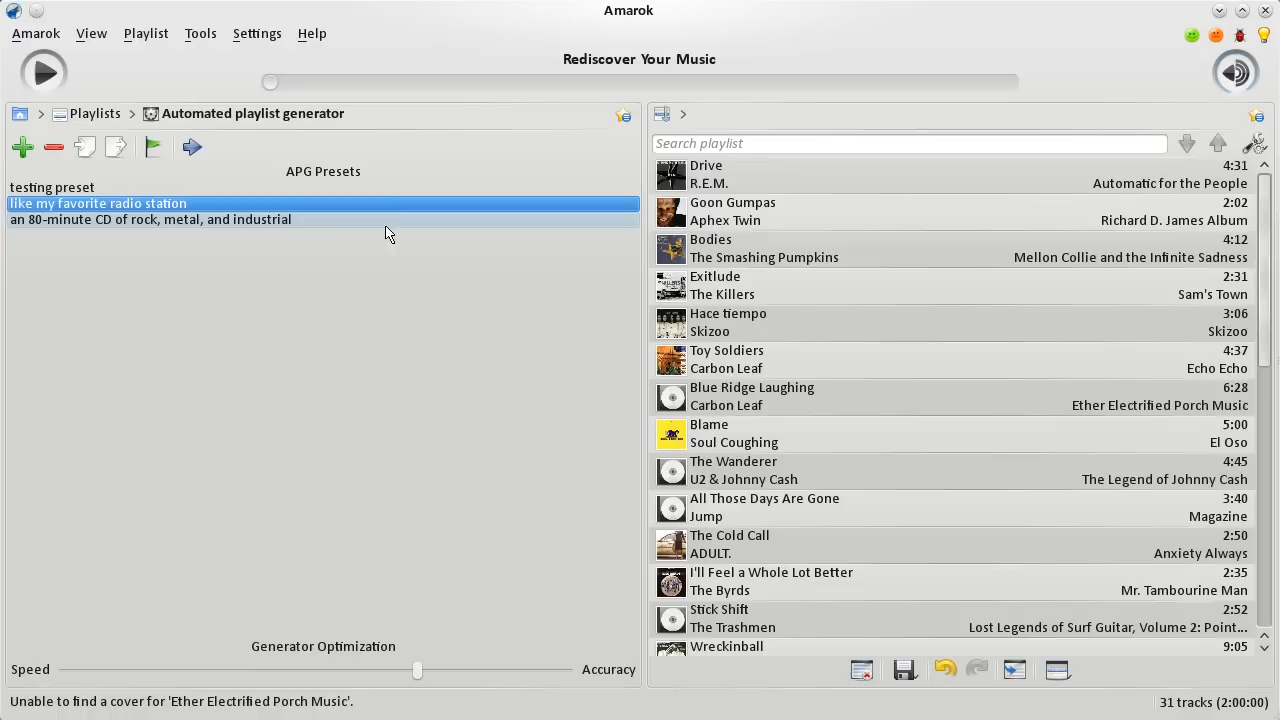 Amarok
Amarok View Playlist Tools Settings Help
Rediscover Your Music
Playlists Automated playlist generator
APG Presets
testing preset
like my favorite radio station
an 80-minute CD of rock, metal, and industrial
Generator Optimization
Speed Accuracy
Search playlist
Drive 4:31
R.E.M. Automatic for the People
Goon Gumpas 2:02
Aphex Twin Richard D. James Album
Bodies 4:12
The Smashing Pumpkins Mellon Collie and the Infinite Sadness
Exitlude 2:31
The Killers Sam's Town
Hace tiempo 3:06
Skizoo Skizoo
Toy Soldiers 4:37
Carbon Leaf Echo Echo
Blue Ridge Laughing 6:28
Carbon Leaf Ether Electrified Porch Music
Blame 5:00
Soul Coughing El Oso
The Wanderer 4:45
U2 & Johnny Cash The Legend of Johnny Cash
All Those Days Are Gone 3:40
Jump Magazine
The Cold Call 2:50
ADULT. Anxiety Always
I'll Feel a Whole Lot Better 2:35
The Byrds Mr. Tambourine Man
Stick Shift 2:52
The Trashmen Lost Legends of Surf Guitar, Volume 2: Point...
Wreckinball 9:05
Unable to find a cover for 'Ether Electrified Porch Music'. 31 tracks (2:00:00)